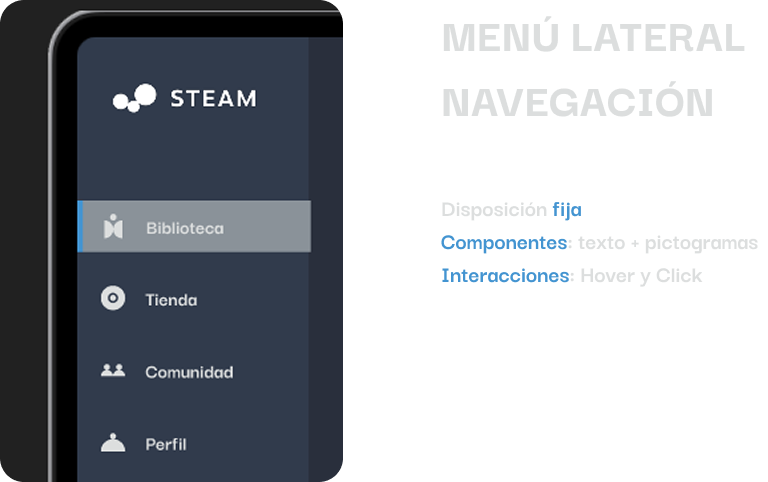 STEAM
Biblioteca
Tienda
Comunidad
Perfil
MENÚ LATERAL
NAVEGACIÓN
Disposición fija
Componentes: texto + pictogramas
Interacciones: Hover y Click